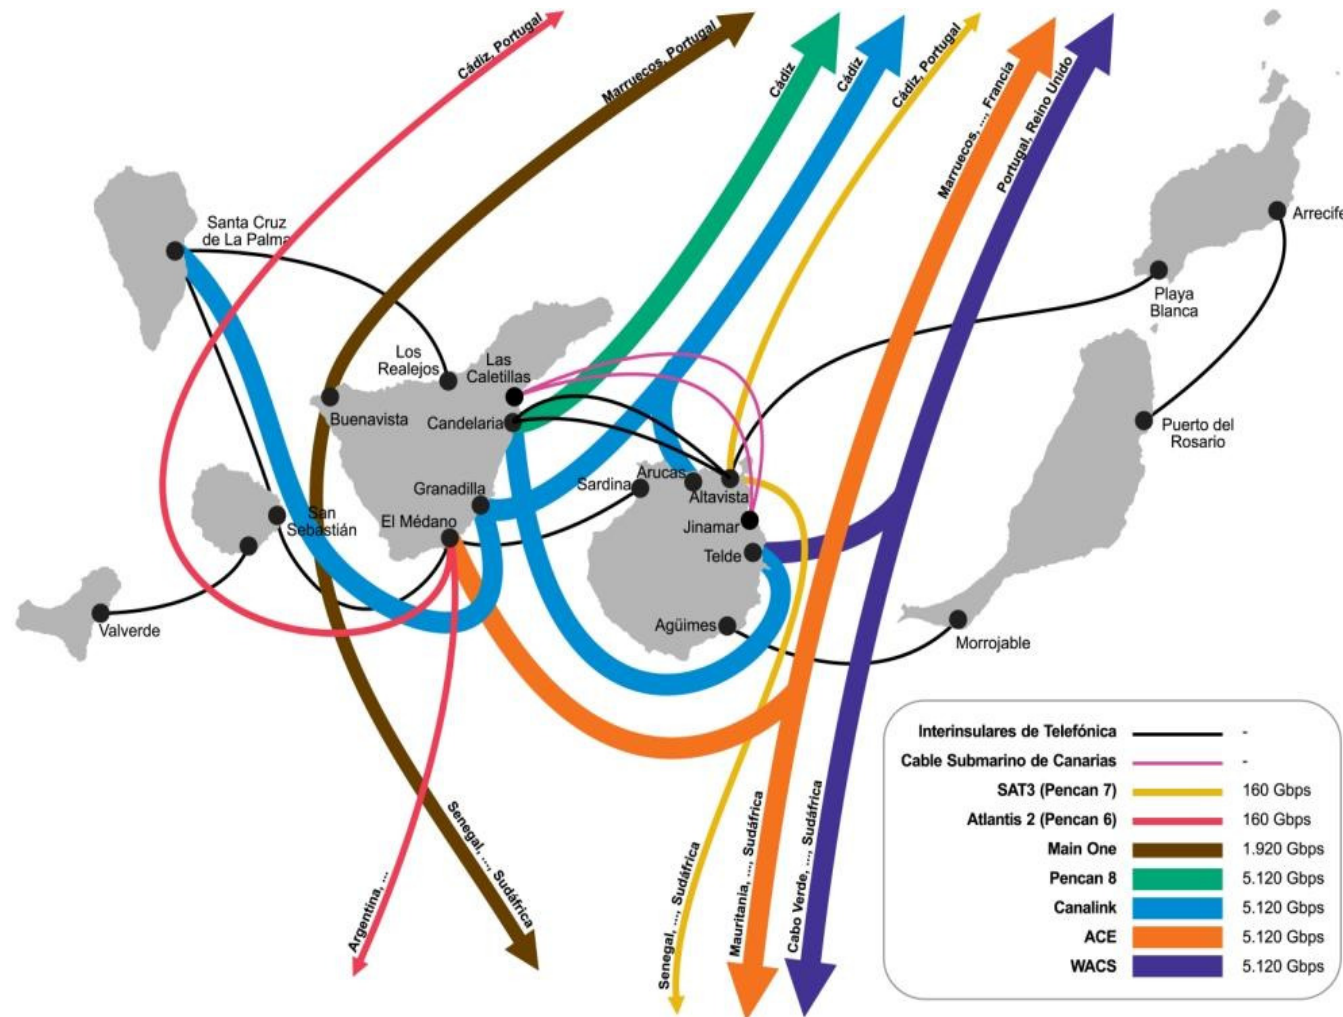 Cádiz, Portugal
Marruecos, Portugal
Cádiz
Cádiz
Cádiz, Portugal
Marruecos, ..., Francia
Portugal, Reino Unido
Santa Cruz
de La Palma
Arrecife
Playa
Blanca
Los
Realejos
Las
Caletillas
Buenavista
Candelaria
Puerto del
Rosario
Granadilla
Sardina
Arucas
Altavista
San
Sebastián
El Médano
Jinamar
Telde
Valverde
Agüimes
Morrojable
Argentina, ...
Senegal, ..., Sudáfrica
Senegal, ..., Sudáfrica
Mauritania, ..., Sudáfrica
Cabo Verde, ..., Sudáfrica
Interinsulares de Telefónica -
Cable Submarino de Canarias -
SAT3 (Pencan 7) 160 Gbps
Atlantis 2 (Pencan 6) 160 Gbps
Main One 1.920 Gbps
Pencan 8 5.120 Gbps
Canalink 5.120 Gbps
ACE 5.120 Gbps
WACS 5.120 Gbps